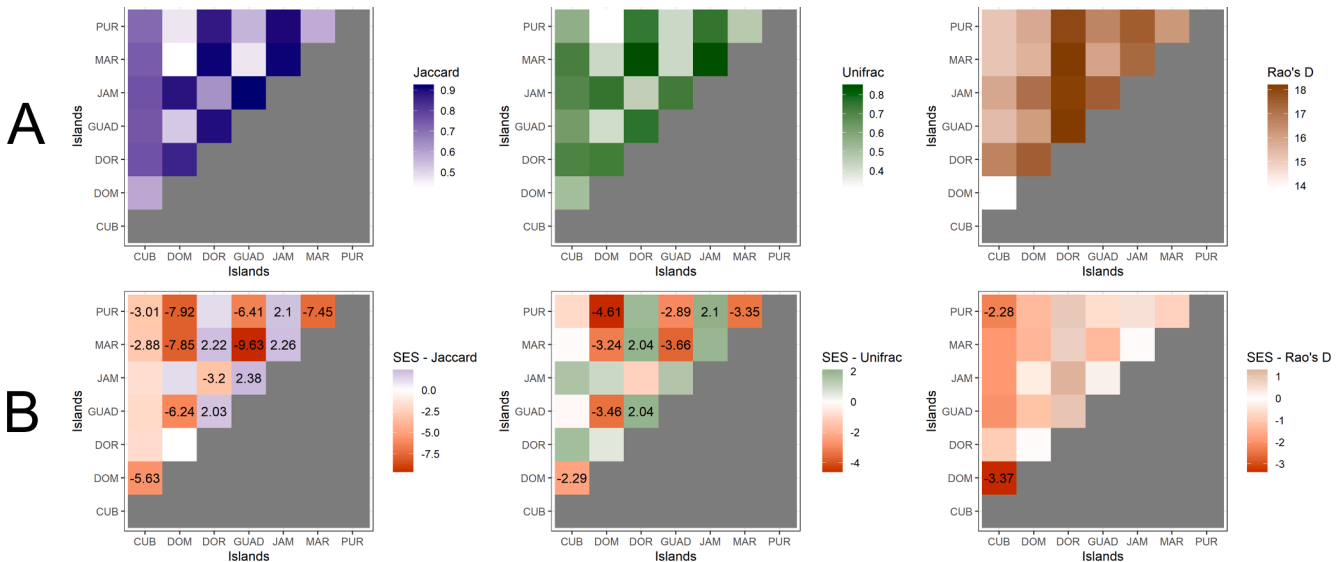 A
PUR
MAR
JAM
GUAD
DOR
DOM
CUB
Islands
CUB DOM DOR GUAD JAM MAR PUR
Islands
Jaccard
0.9
0.8
0.7
0.6
0.5
PUR
MAR
JAM
GUAD
DOR
DOM
CUB
Islands
CUB DOM DOR GUAD JAM MAR PUR
Islands
Unifrac
0.8
0.7
0.6
0.5
0.4
PUR
MAR
JAM
GUAD
DOR
DOM
CUB
Islands
CUB DOM DOR GUAD JAM MAR PUR
Islands
Rao's D
18
17
16
15
14
B
PUR -3.01 -7.92 -6.41 2.1 -7.45
MAR -2.88 -7.85 2.22 -9.63 2.26
JAM -3.2 2.38
GUAD -6.24 2.03
DOR
DOM -5.63
CUB
Islands
CUB DOM DOR GUAD JAM MAR PUR
Islands
SES - Jaccard
0.0
-2.5
-5.0
-7.5
PUR -4.61 -2.89 2.1 -3.35
MAR -3.24 2.04 -3.66
JAM
GUAD -3.46 2.04
DOR
DOM -2.29
CUB
Islands
CUB DOM DOR GUAD JAM MAR PUR
Islands
SES - Unifrac
2
0
-2
-4
PUR -2.28
MAR
JAM
GUAD
DOR
DOM -3.37
CUB
Islands
CUB DOM DOR GUAD JAM MAR PUR
Islands
SES - Rao's D
1
0
-1
-2
-3